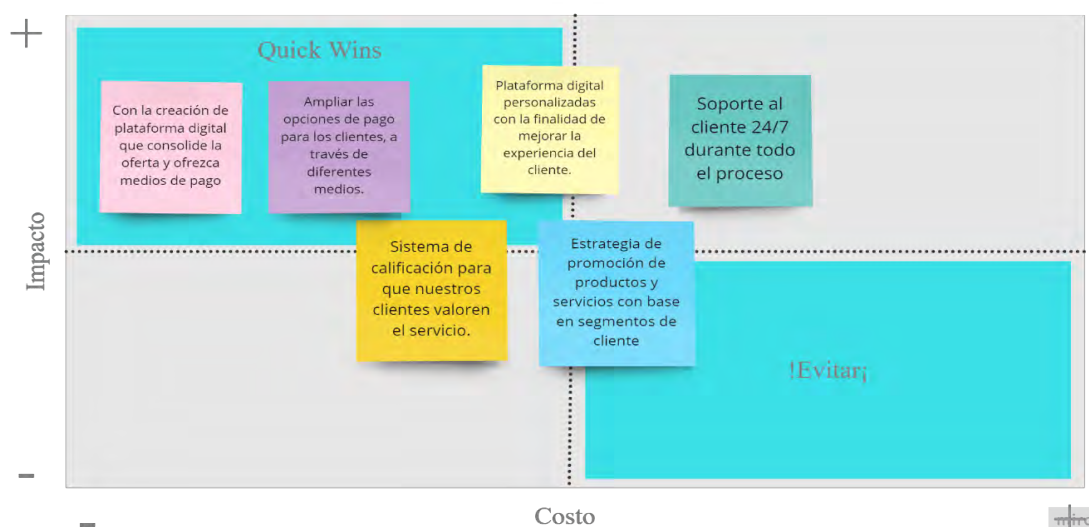 +
Quick Wins
Con la creación de
plataforma digital
que consolide la
oferta y ofrezca
medios de pago
Ampliar las
opciones de pago
para los clientes, a
través de
diferentes
medios.
Plataforma digital
personalizadas
con la finalidad de
mejorar la
experiencia del
cliente.
Soporte al
cliente 24/7
durante todo
el proceso
Impacto
Sistema de
calificación para
que nuestros
clientes valoren
el servicio.
Estrategia de
promoción de
productos y
servicios con base
en segmentos de
cliente
!Evitar¡
-
-
Costo
+